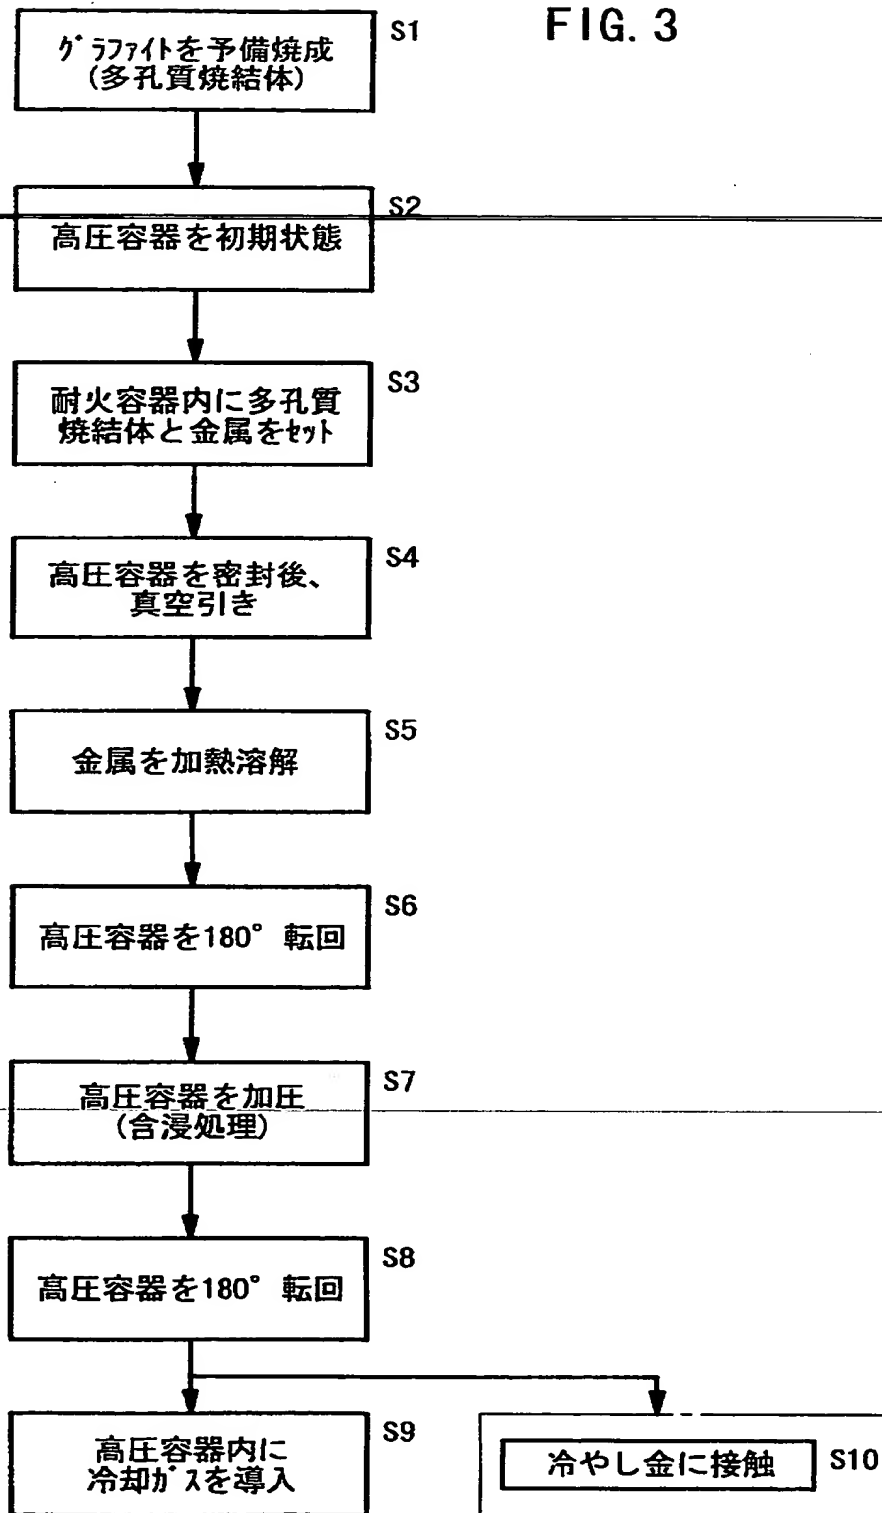 FIG. 3
S1
グラファイトを予備焼成
(多孔質焼結体)
S2
高圧容器を初期状態
S3
耐火容器内に多孔質
焼結体と金属をセット
S4
高圧容器を密封後、
真空引き
S5
金属を加熱溶解
S6
高圧容器を180°転回
S7
高圧容器を加圧
(含浸処理)
S8
高圧容器を180°転回
S9
高圧容器内に
冷却ガスを導入
冷やし金に接触
S10